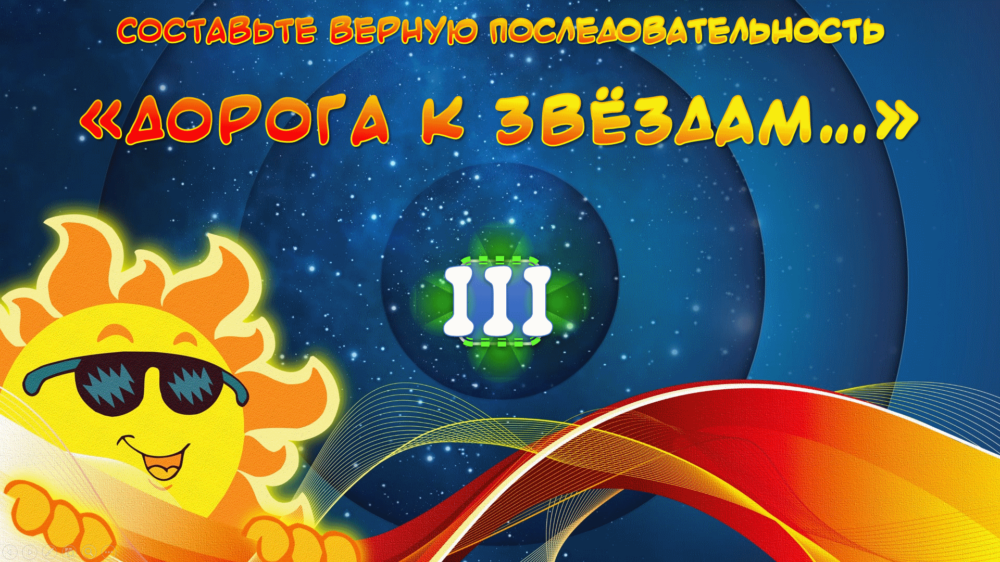 СОСТАВЬТЕ ВЕРНУЮ ПОСЛЕДОВАТЕЛЬНОСТЬ
«ДОРОГА К ЗВЁЗДАМ...»
III